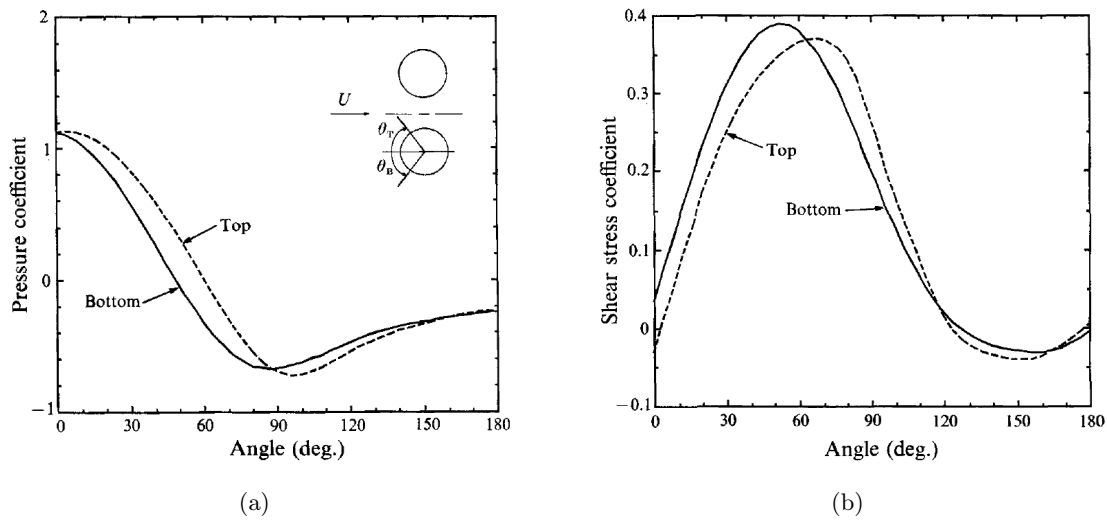 2
1
0
−1
Pressure coefficient
U
θT
θB
Top
Bottom
0 30 60 90 120 150 180
Angle (deg.)
(a)
0.4
0.3
0.2
0.1
0
−0.1
Shear stress coefficient
Top
Bottom
0 30 60 90 120 150 180
Angle (deg.)
(b)